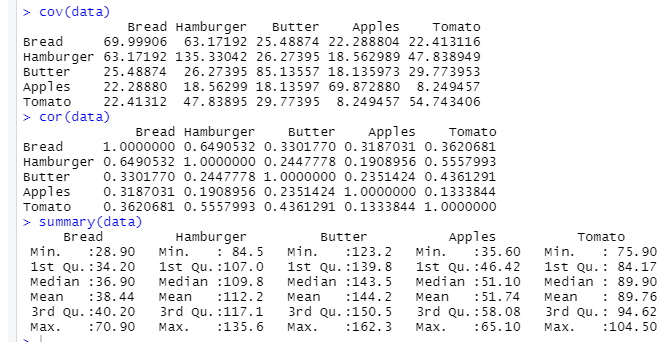 > cov(data)
Bread Hamburger Butter Apples Tomato
Bread 69.99906 63.17192 25.48874 22.288804 22.413116
Hamburger 63.17192 135.33042 26.27395 18.562989 47.838949
Butter 25.48874 26.27395 85.13557 18.135973 29.773953
Apples 22.28880 18.56299 18.13597 69.872880 8.249457
Tomato 22.41312 47.83895 29.77395 8.249457 54.743406
> cor(data)
Bread Hamburger Butter Apples Tomato
Bread 1.0000000 0.6490532 0.3301770 0.3187031 0.3620681
Hamburger 0.6490532 1.0000000 0.2447778 0.1908956 0.5557993
Butter 0.3301770 0.2447778 1.0000000 0.2351424 0.4361291
Apples 0.3187031 0.1908956 0.2351424 1.0000000 0.1333844
Tomato 0.3620681 0.5557993 0.4361291 0.1333844 1.0000000
> summary(data)
Bread Hamburger Butter Apples Tomato
Min. :28.90 Min. : 84.5 Min. :123.2 Min. :35.60 Min. : 75.90
1st Qu.:34.20 1st Qu.:107.0 1st Qu.:139.8 1st Qu.:46.42 1st Qu.: 84.17
Median :36.90 Median :109.8 Median :143.5 Median :51.10 Median : 89.90
Mean :38.44 Mean :112.2 Mean :144.2 Mean :51.74 Mean : 89.76
3rd Qu.:40.20 3rd Qu.:117.1 3rd Qu.:150.5 3rd Qu.:58.08 3rd Qu.: 94.62
Max. :70.90 Max. :135.6 Max. :162.3 Max. :65.10 Max. :104.50
>